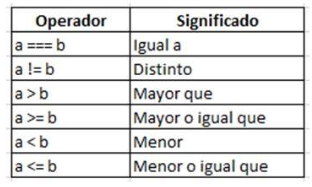 Operador Significado
a === b Igual a
a != b Distinto
a > b Mayor que
a >= b Mayor o igual que
a < b Menor
a <= b Menor o igual que